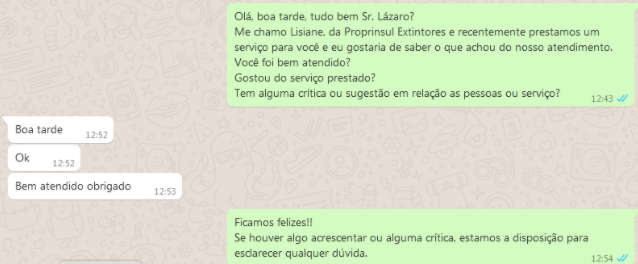 Olá, boa tarde, tudo bem Sr. Lázaro?
Me chamo Lisiane, da Proprinsul Extintores e recentemente prestamos um
serviço para você e eu gostaria de saber o que achou do nosso atendimento.
Você foi bem atendido?
Gostou do serviço prestado?
Tem alguma crítica ou sugestão em relação as pessoas ou serviço?
12:43
Boa tarde 12:52
Ok 12:52
Bem atendido obrigado 12:53
Ficamos felizes!!
Se houver algo acrescentar ou alguma crítica. estamos a disposição para
esclarecer qualquer dúvida. 12:54